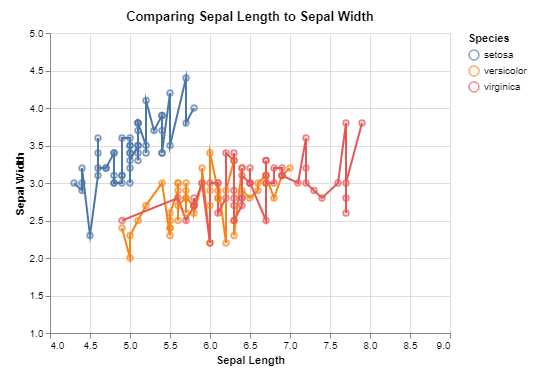 Comparing Sepal Length to Sepal Width
Species
setosa
versicolor
virginica
5.0
4.5
4.0
3.5
3.0
2.5
2.0
1.5
1.0
Sepal Width
4.0 4.5 5.0 5.5 6.0 6.5 7.0 7.5 8.0 8.5 9.0
Sepal Length